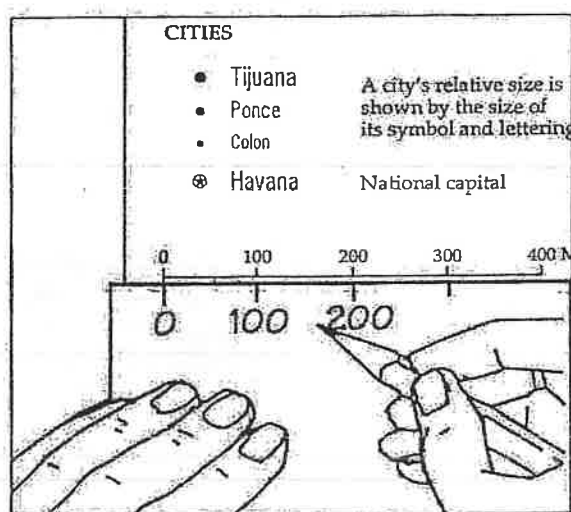 CITIES
Tijuana
Ponce
Colon
Havana
A city's relative size is
shown by the size of
its symbol and lettering
National capital
0 100 200 300 400 M
0 100 200